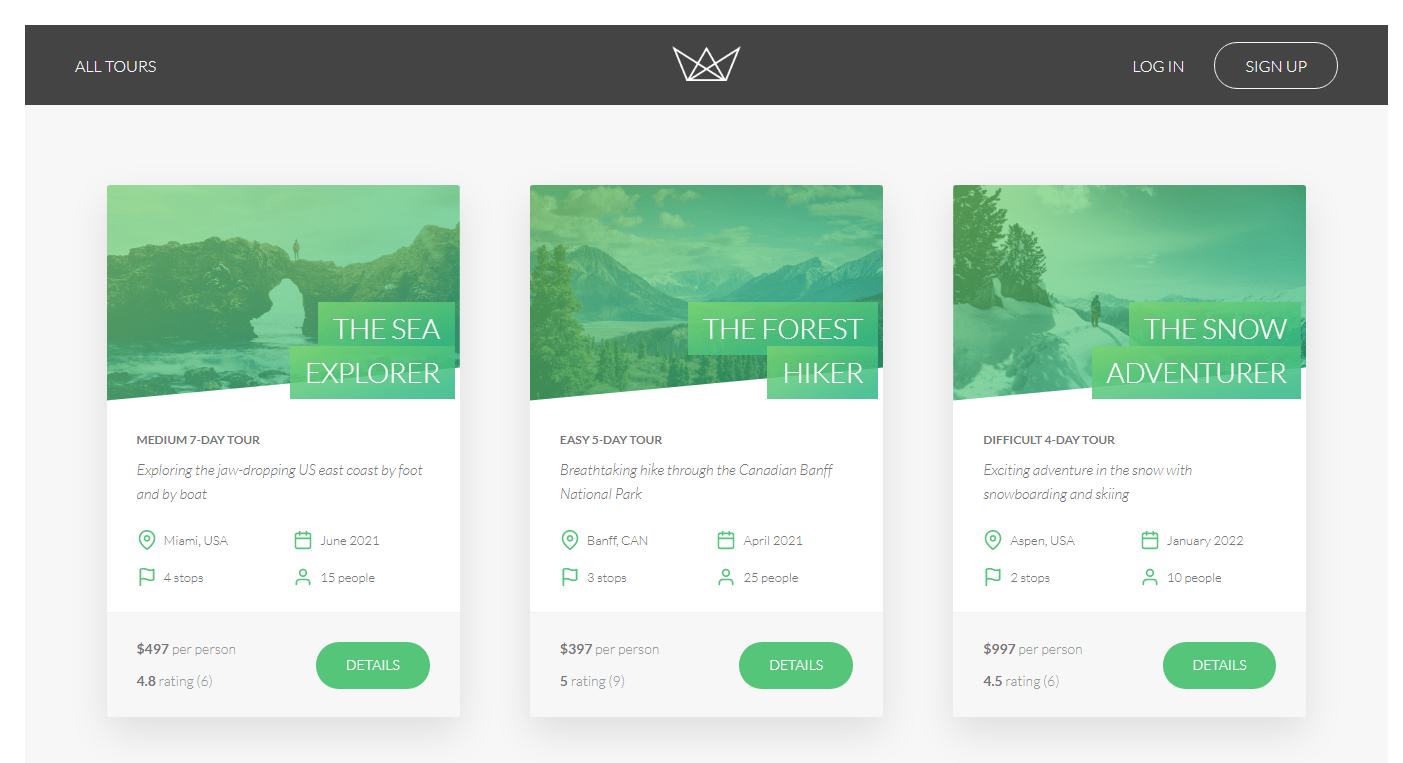 ALL TOURS
LOG IN
SIGN UP
THE SEA
EXPLORER
MEDIUM 7-DAY TOUR
Exploring the jaw-dropping US east coast by foot
and by boat
Miami, USA
June 2021
4 stops
15 people
$497 per person
4.8 rating (6)
DETAILS
THE FOREST
HIKER
EASY 5-DAY TOUR
Breathtaking hike through the Canadian Banff
National Park
Banff, CAN
April 2021
3 stops
25 people
$397 per person
5 rating (9)
DETAILS
THE SNOW
ADVENTURER
DIFFICULT 4-DAY TOUR
Exciting adventure in the snow with
snowboarding and skiing
Aspen, USA
January 2022
2 stops
10 people
$997 per person
4.5 rating (6)
DETAILS